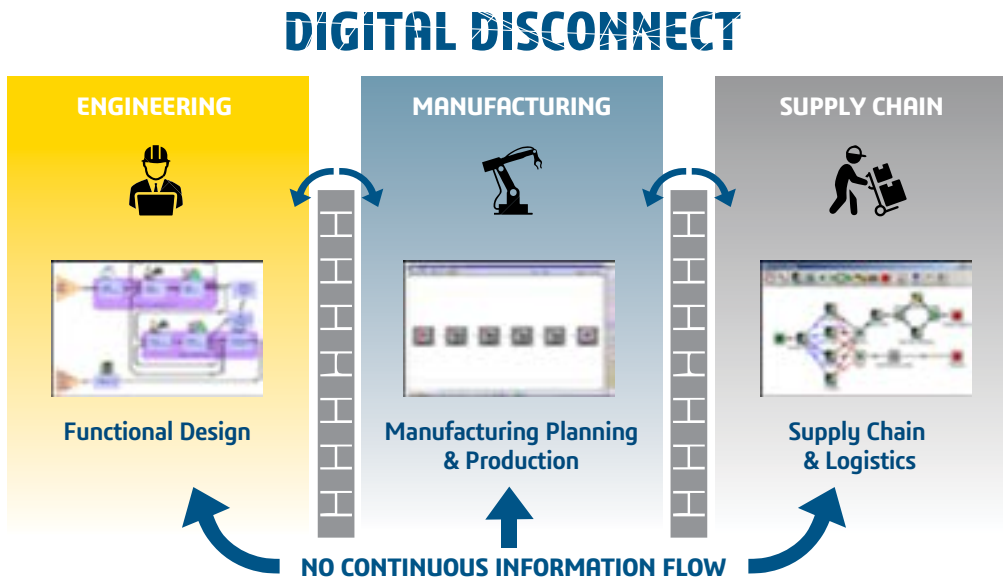 DIGITAL DISCONNECT
ENGINEERING
MANUFACTURING
SUPPLY CHAIN
Functional Design
Manufacturing Planning
& Production
Supply Chain
& Logistics
NO CONTINUOUS INFORMATION FLOW